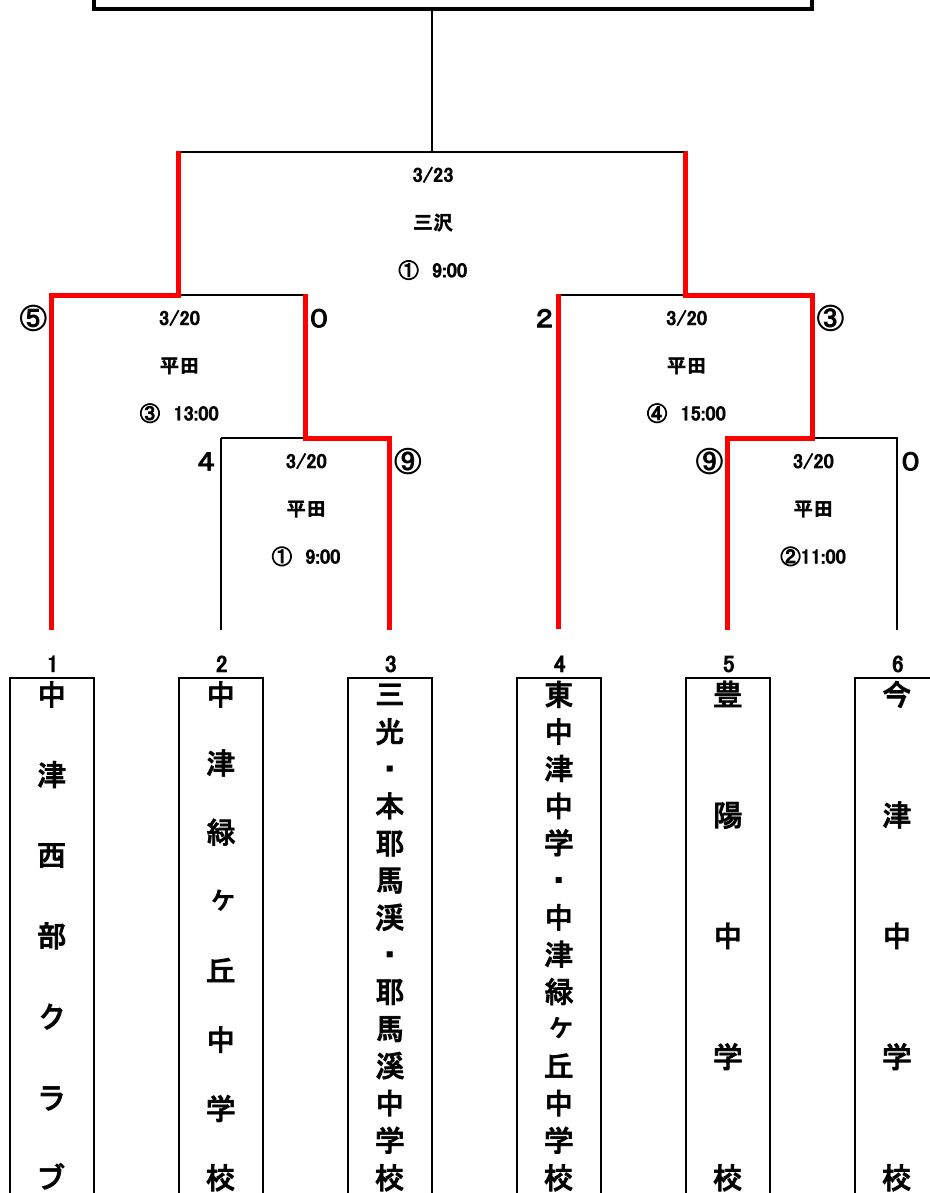 3/23
三沢
① 9:00
⑤
3/20
0
2
3/20
③
平田
平田
③ 13:00
④ 15:00
4
3/20
⑨
⑨
3/20
0
平田
平田
① 9:00
②11:00
1
2
3
4
5
6
中津西部クラブ
中津緑ヶ丘中学校
三光・本耶馬渓・耶馬溪中学校
東中津中学・中津緑ヶ丘中学校
豊陽中学校
今津中学校